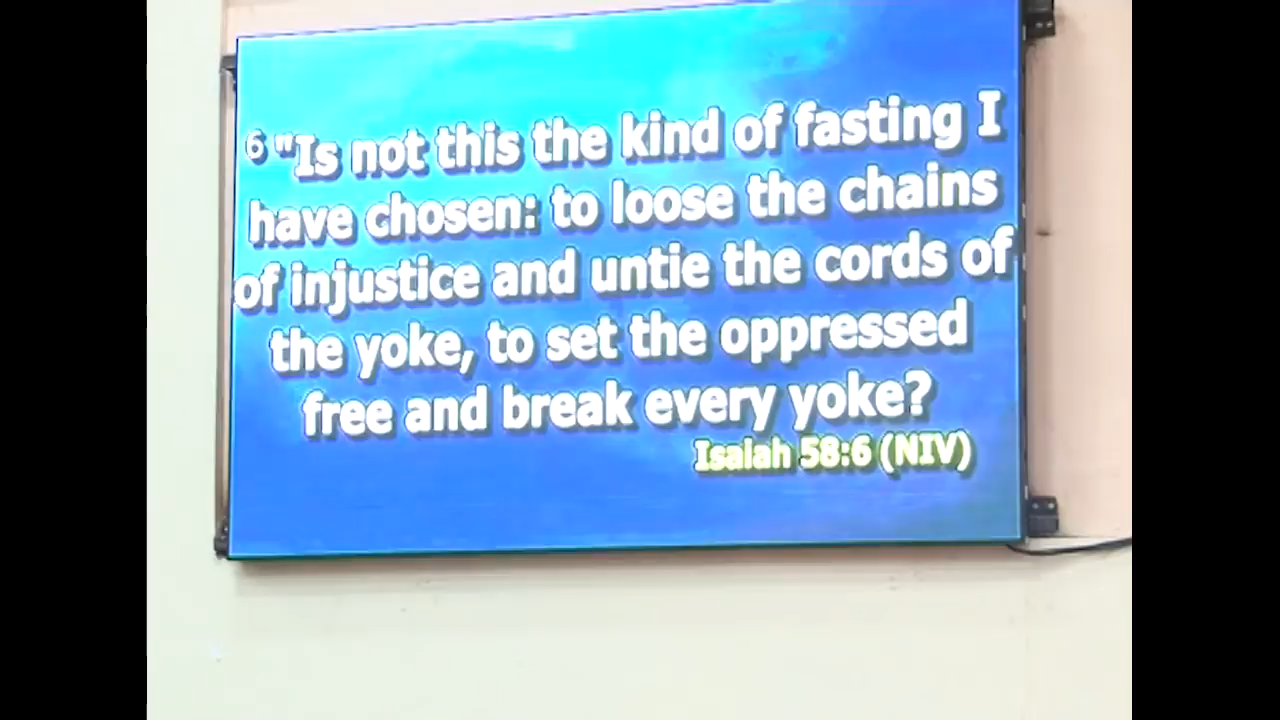 6 "Is not this the kind of fasting I
have chosen: to loose the chains
of injustice and untie the cords of
the yoke, to set the oppressed
free and break every yoke?
Isaiah 58:6 (NIV)